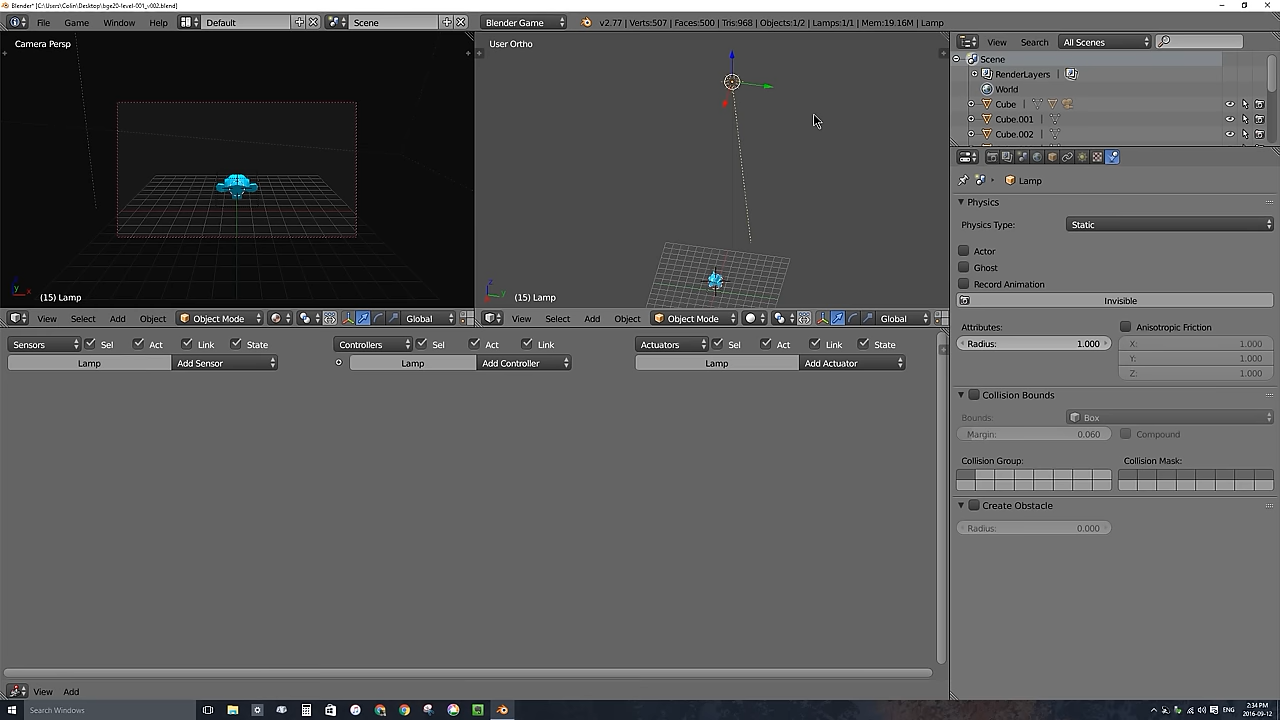 Blender* [C:\Users\Colin\Desktop\bge20-level-001_v002.blend]
File Game Window Help Default Scene Blender Game v2.77 | Verts:507 | Faces:500 | Tris:968 | Objects:1/2 | Lamps:1/1 | Mem:19.16M | Lamp
Camera Persp
User Ortho
View Search All Scenes
Scene
RenderLayers
World
Cube
Cube.001
Cube.002
Lamp
Physics
Physics Type: Static
Actor
Ghost
Record Animation
Invisible
Attributes: Anisotropic Friction
Radius: 1.000 X: 1.000
Y: 1.000
Z: 1.000
Collision Bounds
Bounds: Box
Margin: 0.060 Compound
Collision Group: Collision Mask:
Create Obstacle
Radius: 0.000
y x
(15) Lamp
z y
(15) Lamp
View Select Add Object Object Mode Global
View Select Add Object Object Mode Global
Sensors Sel Act Link State Controllers Sel Act Link Actuators Sel Act Link State
Lamp Add Sensor Lamp Add Controller Lamp Add Actuator
View Add
Search Windows
ENG
2:34 PM
2016-09-12